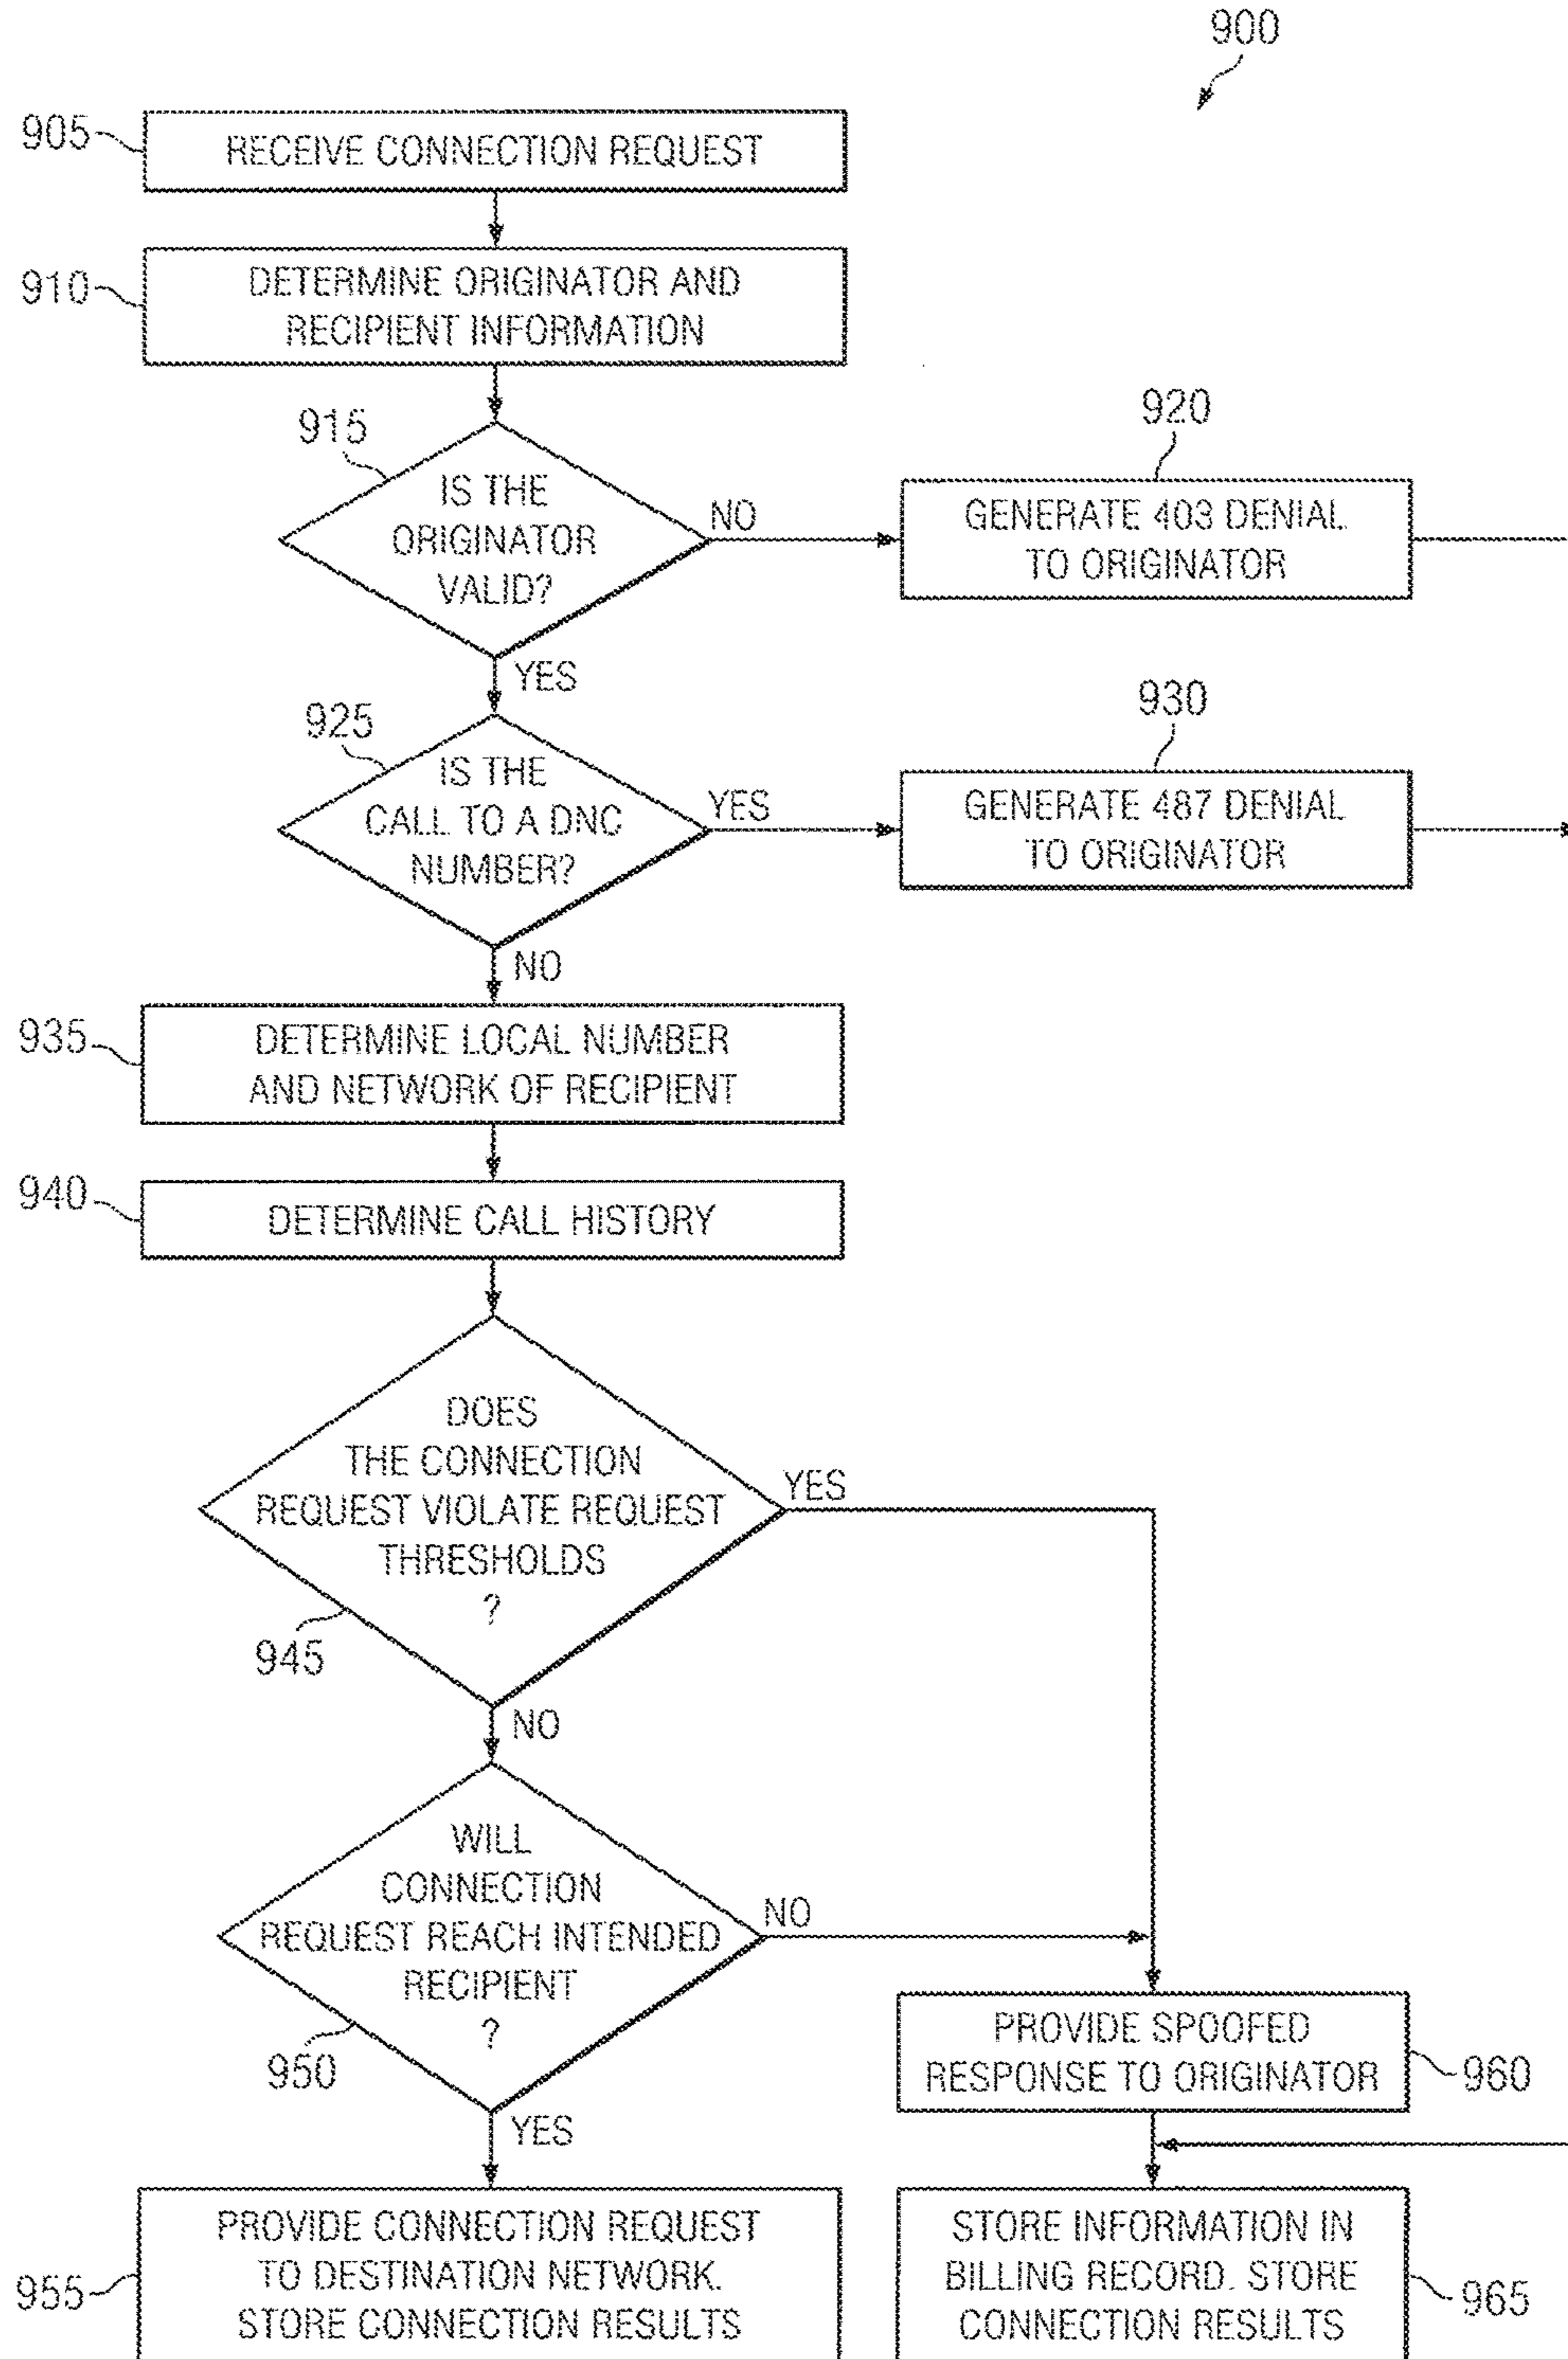 900
905
RECEIVE CONNECTION REQUEST
910
DETERMINE ORIGINATOR AND
RECIPIENT INFORMATION
915
IS THE
ORIGINATOR
VALID?
NO
920
GENERATE 403 DENIAL
TO ORIGINATOR
YES
925
IS THE
CALL TO A DNC
NUMBER?
YES
930
GENERATE 487 DENIAL
TO ORIGINATOR
NO
935
DETERMINE LOCAL NUMBER
AND NETWORK OF RECIPIENT
940
DETERMINE CALL HISTORY
DOES
THE CONNECTION
REQUEST VIOLATE REQUEST
THRESHOLDS
?
945
YES
NO
WILL
CONNECTION
REQUEST REACH INTENDED
RECIPIENT
?
950
NO
YES
PROVIDE SPOOFED
RESPONSE TO ORIGINATOR
960
955
PROVIDE CONNECTION REQUEST
TO DESTINATION NETWORK.
STORE CONNECTION RESULTS
STORE INFORMATION IN
BILLING RECORD. STORE
CONNECTION RESULTS
965